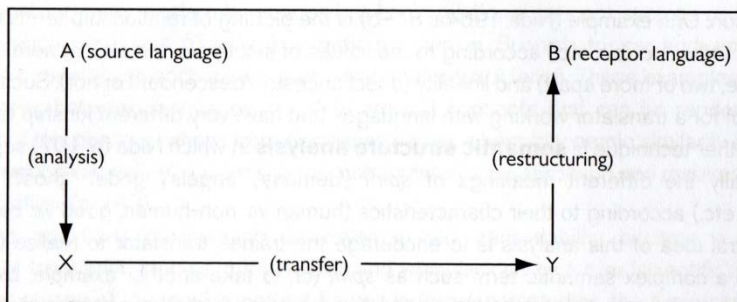 A (source language) B (receptor language)
(analysis) (restructuring)
X (transfer) Y